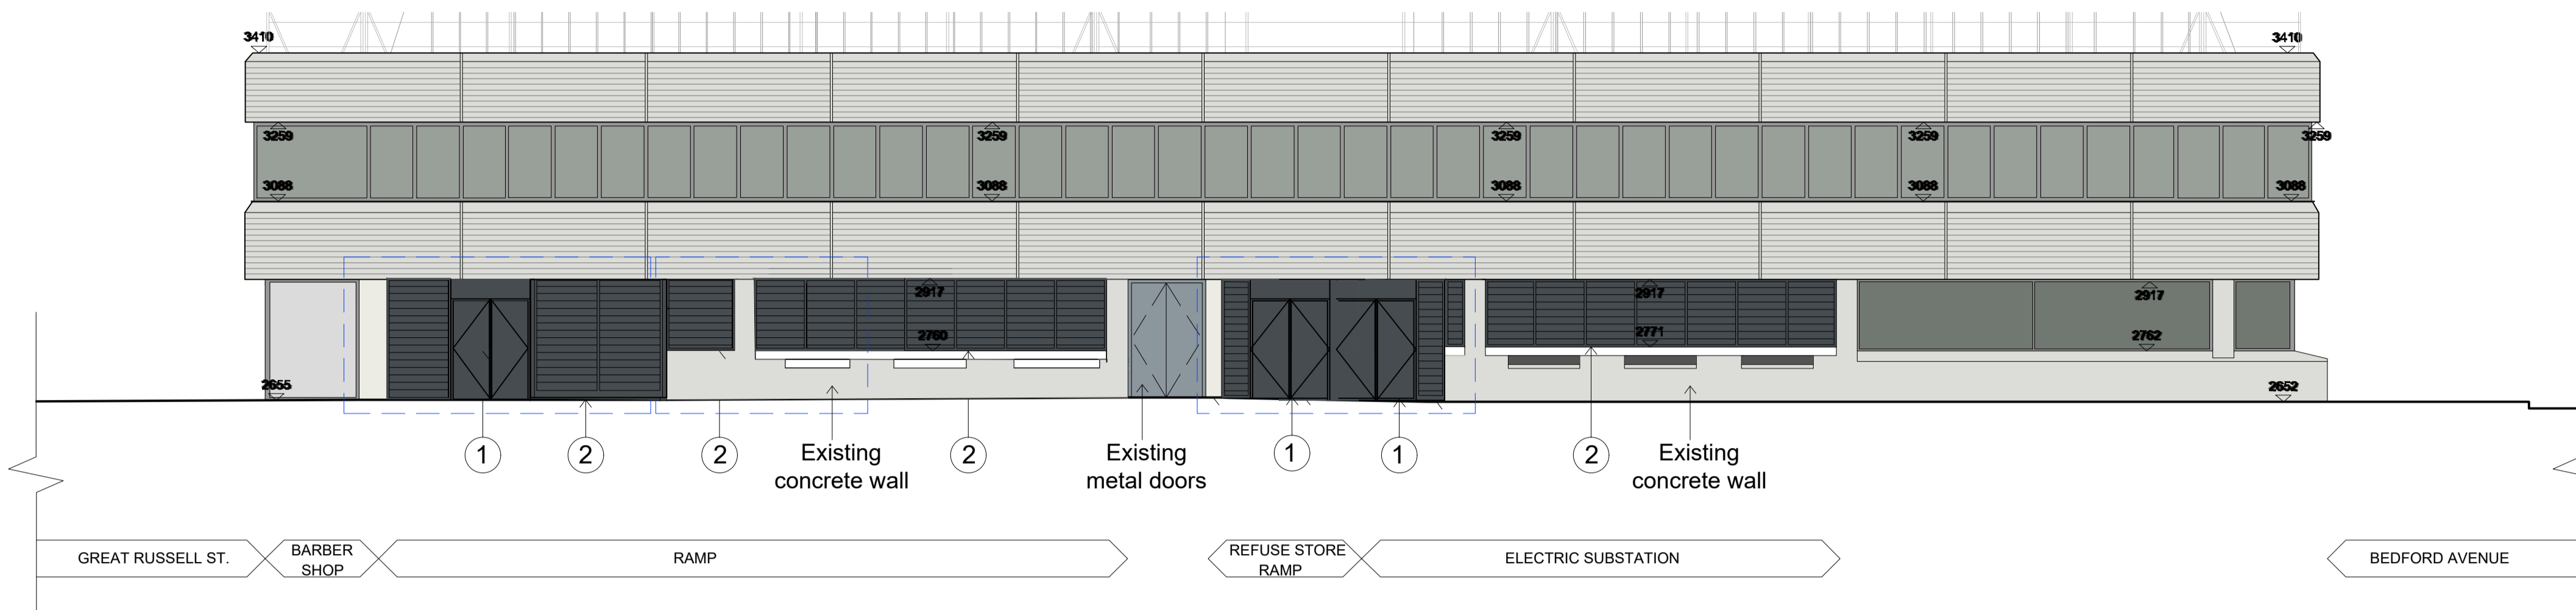 3410
3410
3259
3259
3259
3259
3259
3088
3088
3088
3088
3088
2917
2917
2917
2760
2771
2762
2655
2652
1
2
2
Existing
concrete wall
2
Existing
metal doors
1
1
2
Existing
concrete wall
GREAT RUSSELL ST.
BARBER
SHOP
RAMP
REFUSE STORE
RAMP
ELECTRIC SUBSTATION
BEDFORD AVENUE